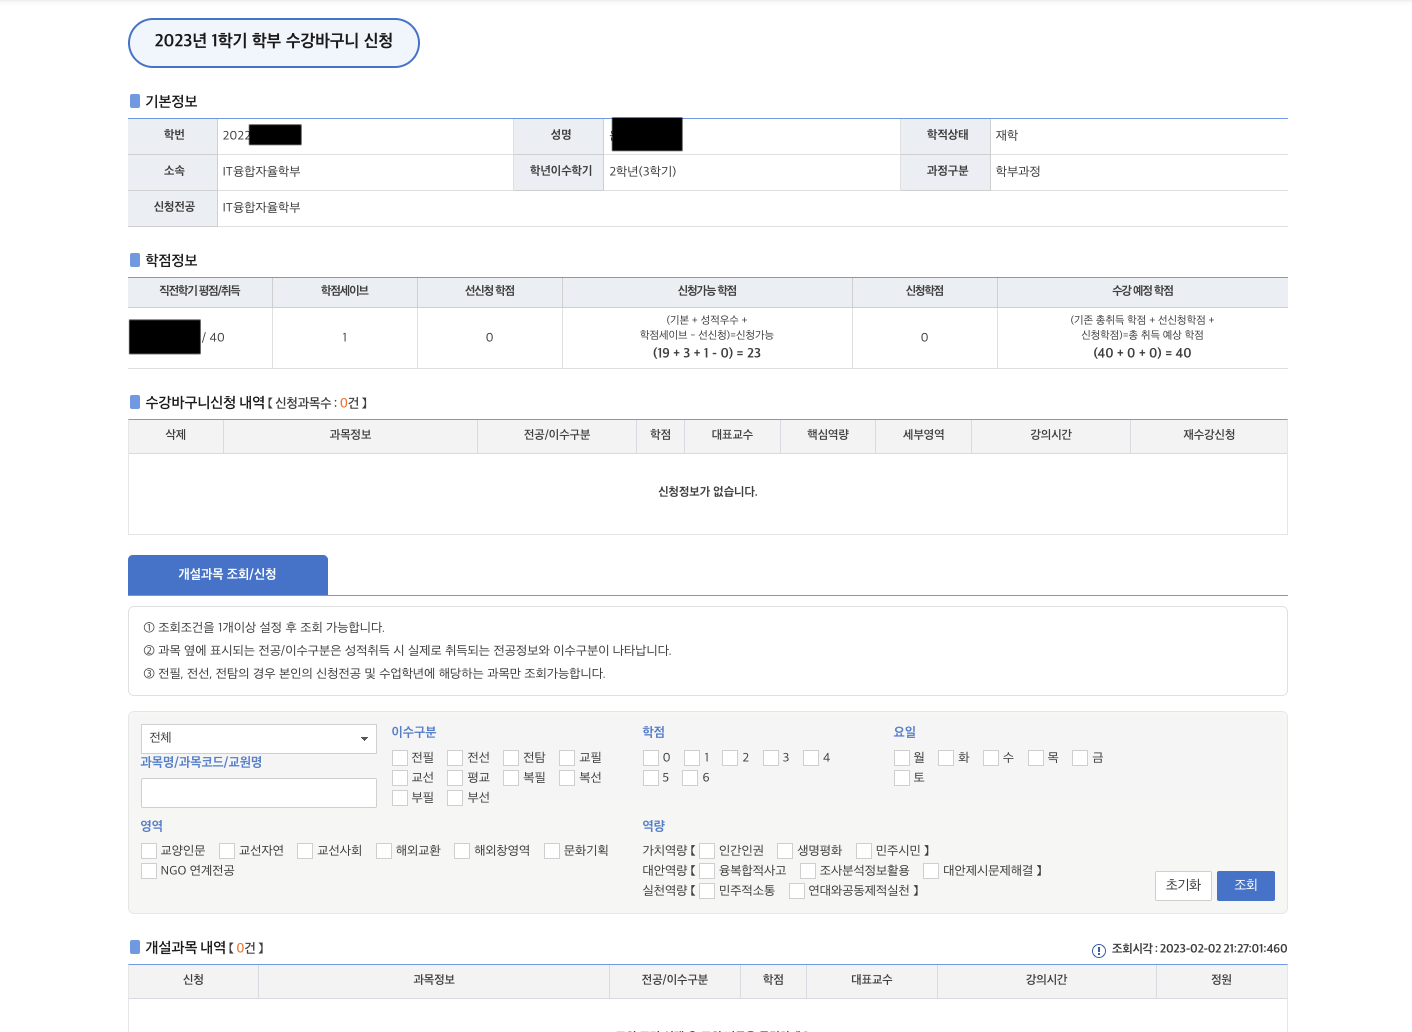 2023년 1학기 학부 수강바구니 신청
기본정보
학번 2022 성명 학적상태 재학
소속 IT융합자율학부 학년이수학기 2학년(3학기) 과정구분 학부과정
신청전공 IT융합자율학부
학점정보
직전학기 평점/취득 학점세이브 선신청 학점 신청가능 학점 신청학점 수강 예정 학점
(기본 + 성적우수 + (기존 총취득 학점 + 선신청학점 +
/ 40 1 0 학점세이브 - 선신청)=신청가능 0 신청학점)=총 취득 예상 학점
(19 + 3 + 1 - 0) = 23 (40 + 0 + 0) = 40
수강바구니신청 내역 【 신청과목수 : 0건 】
삭제 과목정보 전공/이수구분 학점 대표교수 핵심역량 세부영역 강의시간 재수강신청
신청정보가 없습니다.
개설과목 조회/신청
① 조회조건을 1개이상 설정 후 조회 가능합니다.
② 과목 옆에 표시되는 전공/이수구분은 성적취득 시 실제로 취득되는 전공정보와 이수구분이 나타납니다.
③ 전필, 전선, 전탐의 경우 본인의 신청전공 및 수업학년에 해당하는 과목만 조회가능합니다.
전체 이수구분 학점 요일
과목명/과목코드/교원명 전필 전선 전탐 교필 0 1 2 3 4 월 화 수 목 금
교선 평교 복필 복선 5 6 토
부필 부선
영역 역량
교양인문 교선자연 교선사회 해외교환 해외창영역 문화기획 가치역량 【 인간인권 생명평화 민주시민 】
NGO 연계전공 대안역량 【 융복합적사고 조사분석정보활용 대안제시문제해결 】
실천역량 【 민주적소통 연대와공동체적실천 】
초기화 조회
개설과목 내역 【 0건 】 조회시각 : 2023-02-02 21:27:01:460
신청 과목정보 전공/이수구분 학점 대표교수 강의시간 정원